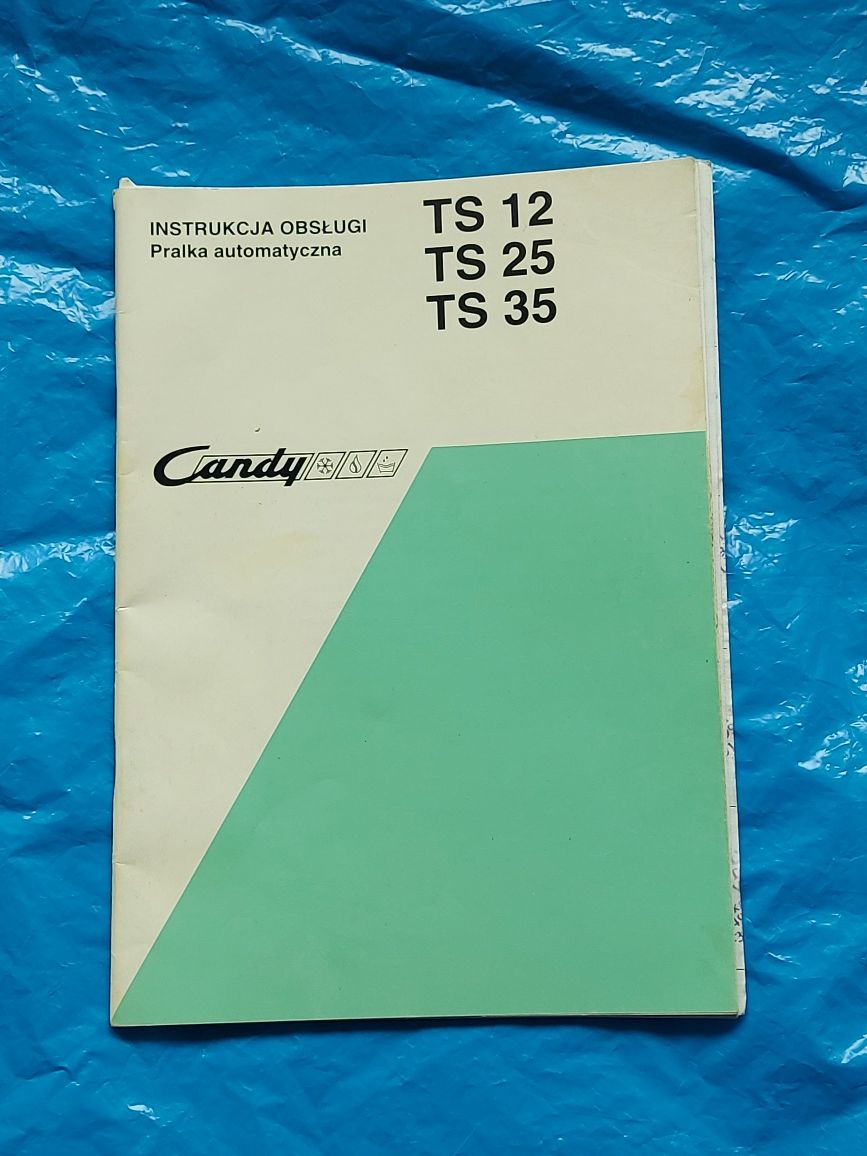 INSTRUKCJA OBSŁUGI
Pralka automatyczna
TS 12
TS 25
TS 35
Candy